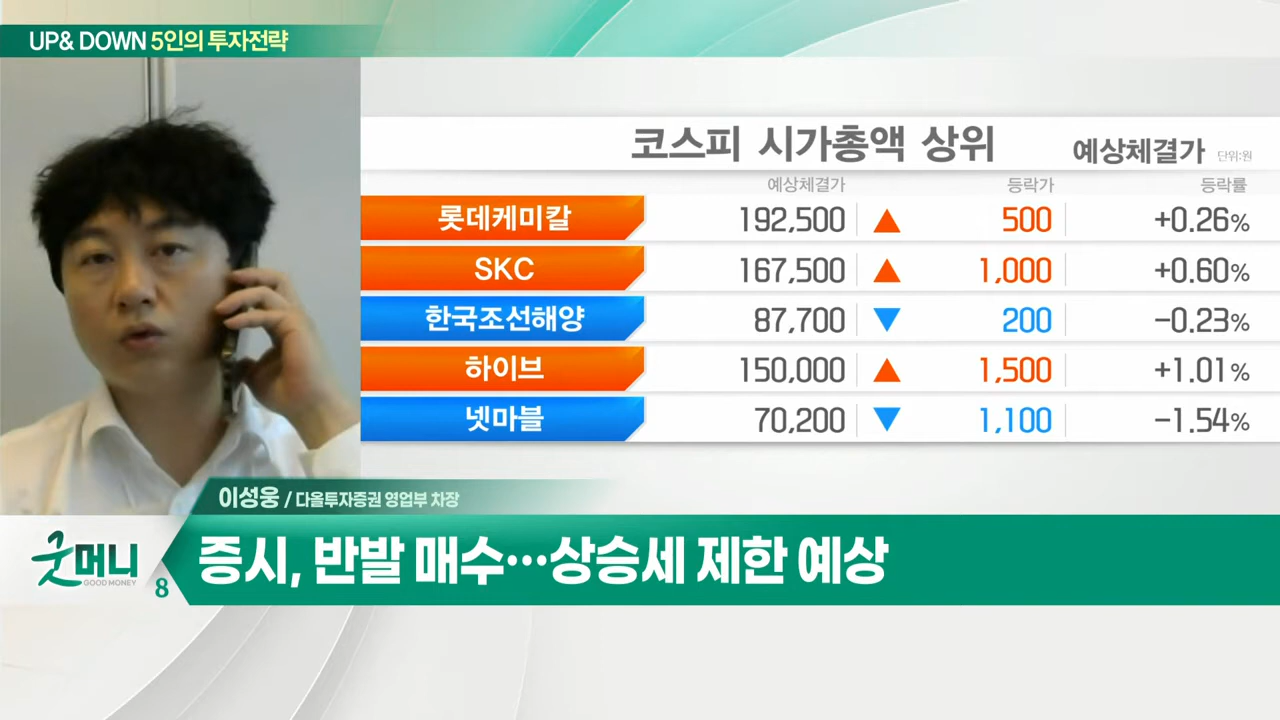 UP& DOWN 5인의 투자전략
코스피 시가총액 상위 예상체결가 단위:원
예상체결가 등락가 등락률
롯데케미칼 192,500 ▲ 500 +0.26%
SKC 167,500 ▲ 1,000 +0.60%
한국조선해양 87,700 ▼ 200 -0.23%
하이브 150,000 ▲ 1,500 +1.01%
넷마블 70,200 ▼ 1,100 -1.54%
이성웅 / 다올투자증권 영업부 차장
굿머니
GOOD MONEY
8
증시, 반발 매수…상승세 제한 예상